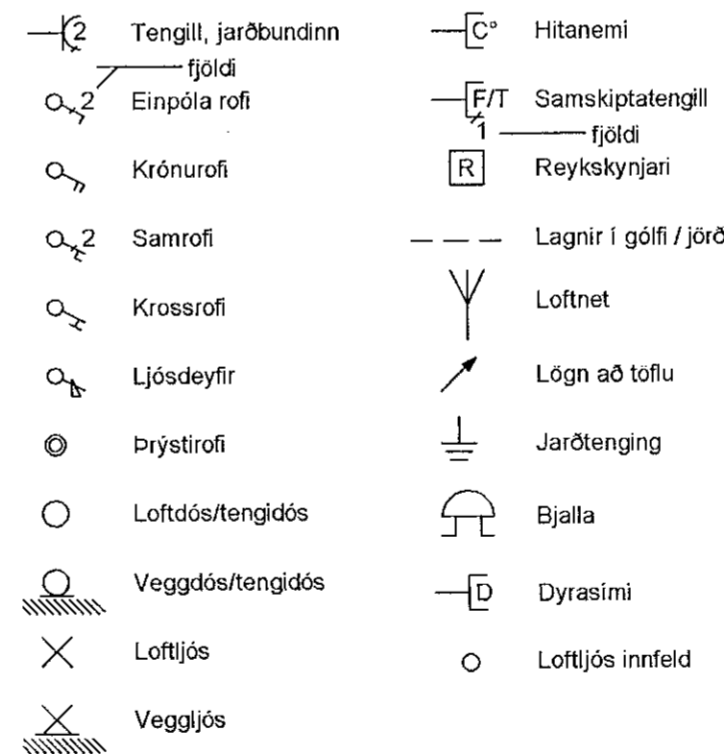 2 Tengill, jarðbundinn
fjöldi
2 Einpóla rofi
Krónurofi
2 Samrofi
Krossrofi
Ljósdeyfir
Þrýstirofi
Loftdós/tengidós
Veggdós/tengidós
Loftljós
Veggljós
C° Hitanemi
F/T Samskiptatengill
1 fjöldi
R Reykskynjari
Lagnir í gólfi / jörð
Loftnet
Lögn að töflu
Jarðtenging
Bjalla
D Dyrasími
Loftljós innfeld